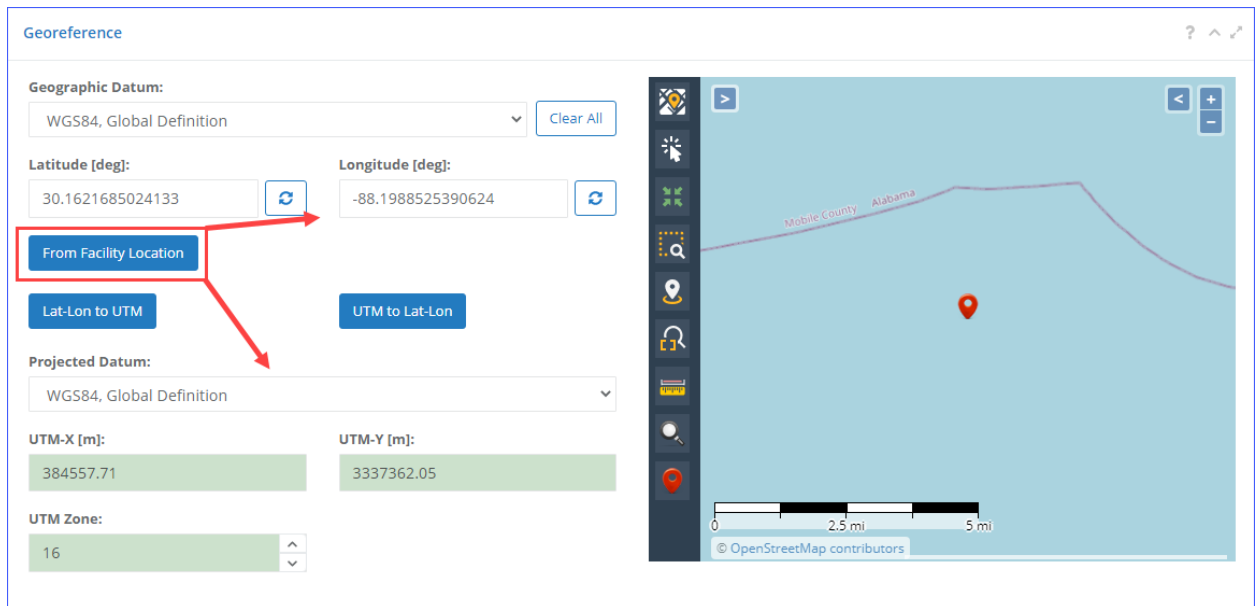 Georeference
?
Geographic Datum:
WGS84, Global Definition
Clear All
Latitude [deg]:
Longitude [deg]:
30.1621685024133
-88.1988525390624
From Facility Location
Lat-Lon to UTM
UTM to Lat-Lon
Projected Datum:
WGS84, Global Definition
UTM-X [m]:
UTM-Y [m]:
384557.71
3337362.05
UTM Zone:
16
>
<
+
−
Mobile County Alabama
0 2.5 mi 5 mi
© OpenStreetMap contributors